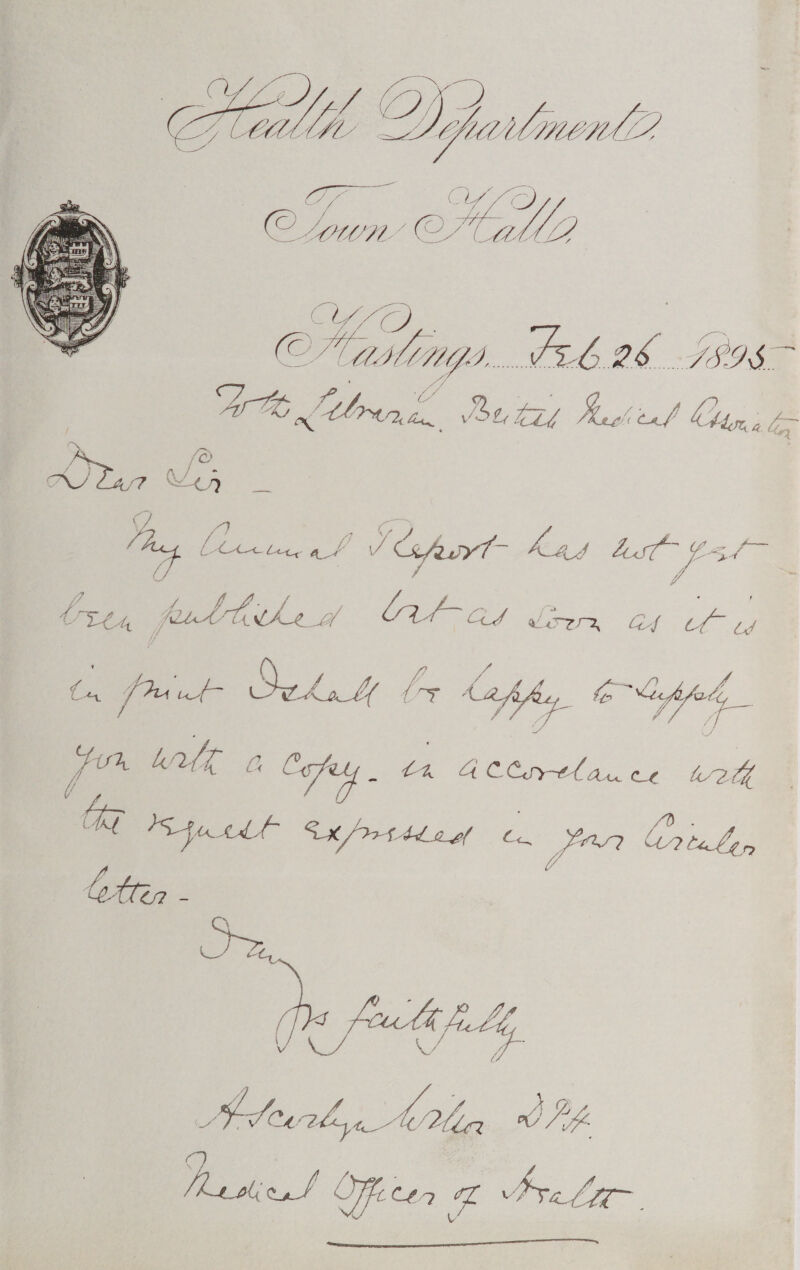 Health Department,
Town Hall,
Hastings, Feb 26 1895
To the Librarian, British Medical Association
Dear Sir —
My Annual Report has not yet
been published but as soon as it is
in print I shall be happy to supply
you with a copy - in accordance with
the request expressed in your circular
letter -
I am
Yrs faithfully
A Scarlyn Wilson DPH
Medical Officer of Health.